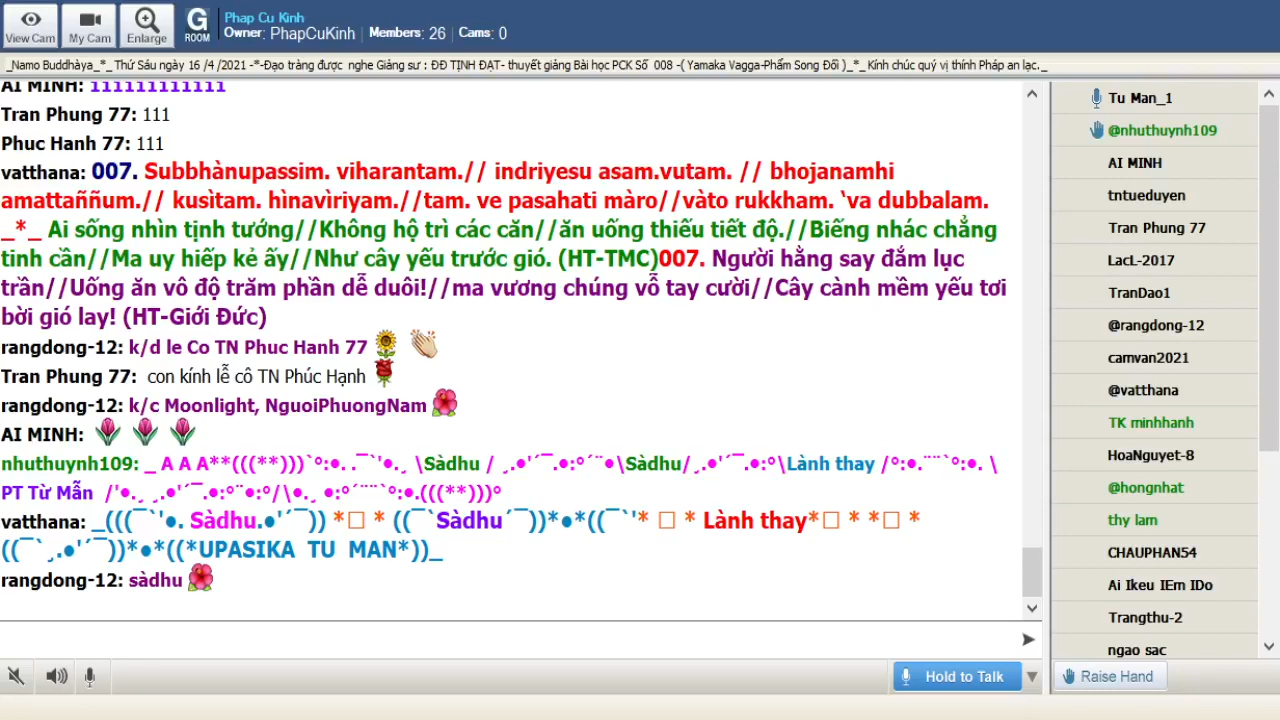 View Cam
My Cam
Enlarge
G
ROOM
Phap Cu Kinh
Owner: PhapCuKinh | Members: 26 | Cams: 0
_Namo Buddhàya_*_ Thứ Sáu ngày 16 /4 /2021 -*-Đạo tràng được nghe Giảng sư : ĐĐ TỊNH ĐẠT- thuyết giảng Bài học PCK Số 008 -( Yamaka Vagga-Phẩm Song Đối )_*_ Kính chúc quý vị thính Pháp an lạc._
AI MINH: 111111111111
Tran Phung 77: 111
Phuc Hanh 77: 111
vatthana: 007. Subbhànupassim. viharantam.// indriyesu asam.vutam. // bhojanamhi
amattaññum.// kusìtam. hìnavìriyam.//tam. ve pasahati màro//vàto rukkham. ‘va dubbalam.
_*_ Ai sống nhìn tịnh tướng//Không hộ trì các căn//ăn uống thiếu tiết độ.//Biếng nhác chẳng
tinh cần//Ma uy hiếp kẻ ấy//Như cây yếu trước gió. (HT-TMC)007. Người hằng say đắm lục
trần//Uống ăn vô độ trăm phần dễ duôi!//ma vương chúng vỗ tay cười//Cây cành mềm yếu tơi
bời gió lay! (HT-Giới Đức)
rangdong-12: k/d le Co TN Phuc Hanh 77
Tran Phung 77: con kính lễ cô TN Phúc Hạnh
rangdong-12: k/c Moonlight, NguoiPhuongNam
AI MINH:
nhuthuynh109: _ A A A**(((**)))`°:•. .¯`'•.¸ \Sàdhu / ¸.•'´¯.•:°´¨•\Sàdhu/¸.•'´¯.•:°\Lành thay /°:•.¨¨`°:•. \
PT Từ Mẫn /'•.¸ ¸.•'´¯.•:°¨•:°/\•.¸ •:°´¨¨`°:•.(((**)))°
vatthana: _(((¯`'•. Sàdhu.•'´¯)) *□ * ((¯`Sàdhu´¯))*•*((¯`'* □ * Lành thay*□ * *□ *
((¯`¸.•'´¯))*•*((*UPASIKA TU MAN*))_
rangdong-12: sàdhu
Hold to Talk
Tu Man_1
@nhuthuynh109
AI MINH
tntueduyen
Tran Phung 77
LacL-2017
TranDao1
@rangdong-12
camvan2021
@vatthana
TK minhhanh
HoaNguyet-8
@hongnhat
thy lam
CHAUPHAN54
Ai Ikeu IEm IDo
Trangthu-2
ngao sac
Raise Hand